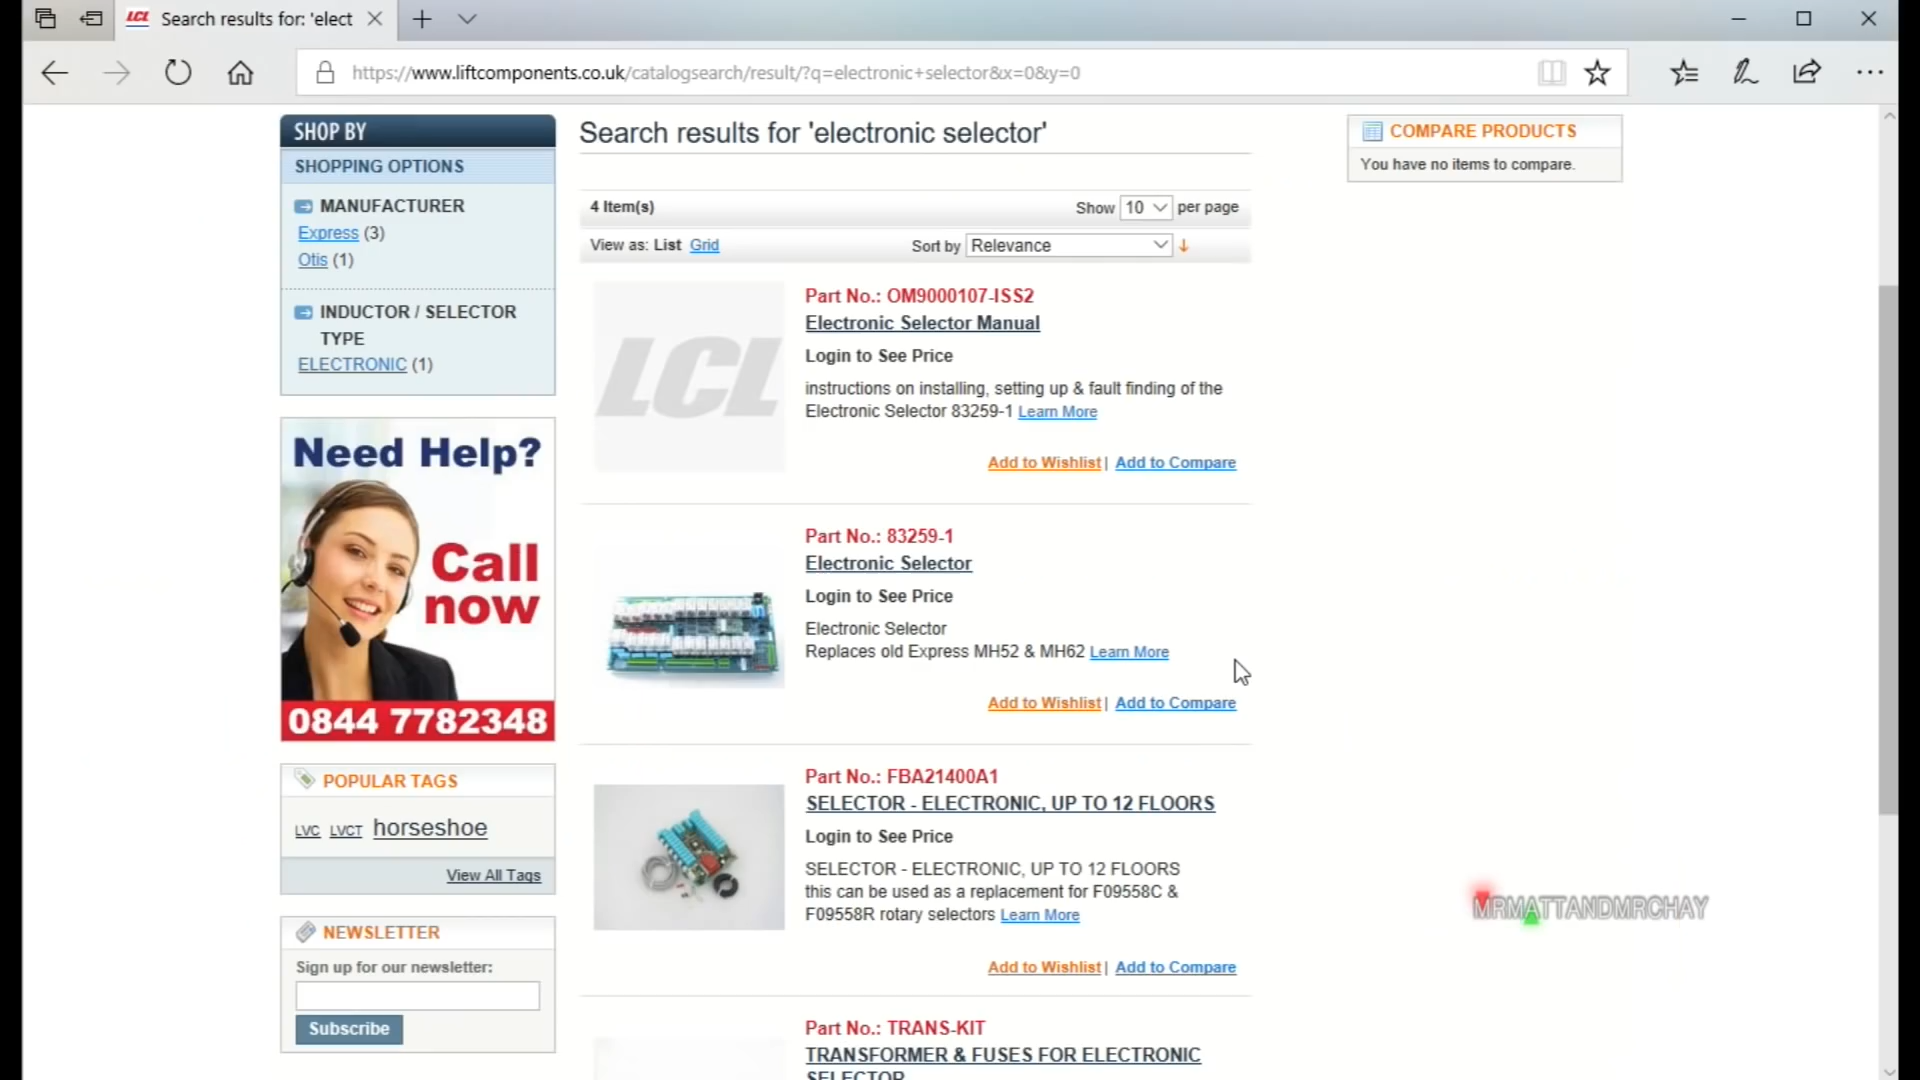 LCL Search results for: 'elect
https://www.liftcomponents.co.uk/catalogsearch/result/?q=electronic+selector&x=0&y=0
SHOP BY
SHOPPING OPTIONS
MANUFACTURER
Express (3)
Otis (1)
INDUCTOR / SELECTOR
TYPE
ELECTRONIC (1)
Need Help?
Call
now
0844 7782348
POPULAR TAGS
LVC LVCT horseshoe
View All Tags
NEWSLETTER
Sign up for our newsletter:
Subscribe
Search results for 'electronic selector'
4 Item(s)
Show 10 per page
View as: List Grid
Sort by Relevance
LCL
Part No.: OM9000107-ISS2
Electronic Selector Manual
Login to See Price
instructions on installing, setting up & fault finding of the
Electronic Selector 83259-1 Learn More
Add to Wishlist | Add to Compare
Part No.: 83259-1
Electronic Selector
Login to See Price
Electronic Selector
Replaces old Express MH52 & MH62 Learn More
Add to Wishlist | Add to Compare
Part No.: FBA21400A1
SELECTOR - ELECTRONIC, UP TO 12 FLOORS
Login to See Price
SELECTOR - ELECTRONIC, UP TO 12 FLOORS
this can be used as a replacement for F09558C &
F09558R rotary selectors Learn More
Add to Wishlist | Add to Compare
Part No.: TRANS-KIT
TRANSFORMER & FUSES FOR ELECTRONIC
SELECTOR
COMPARE PRODUCTS
You have no items to compare.
MRMATTANDMRCHAY